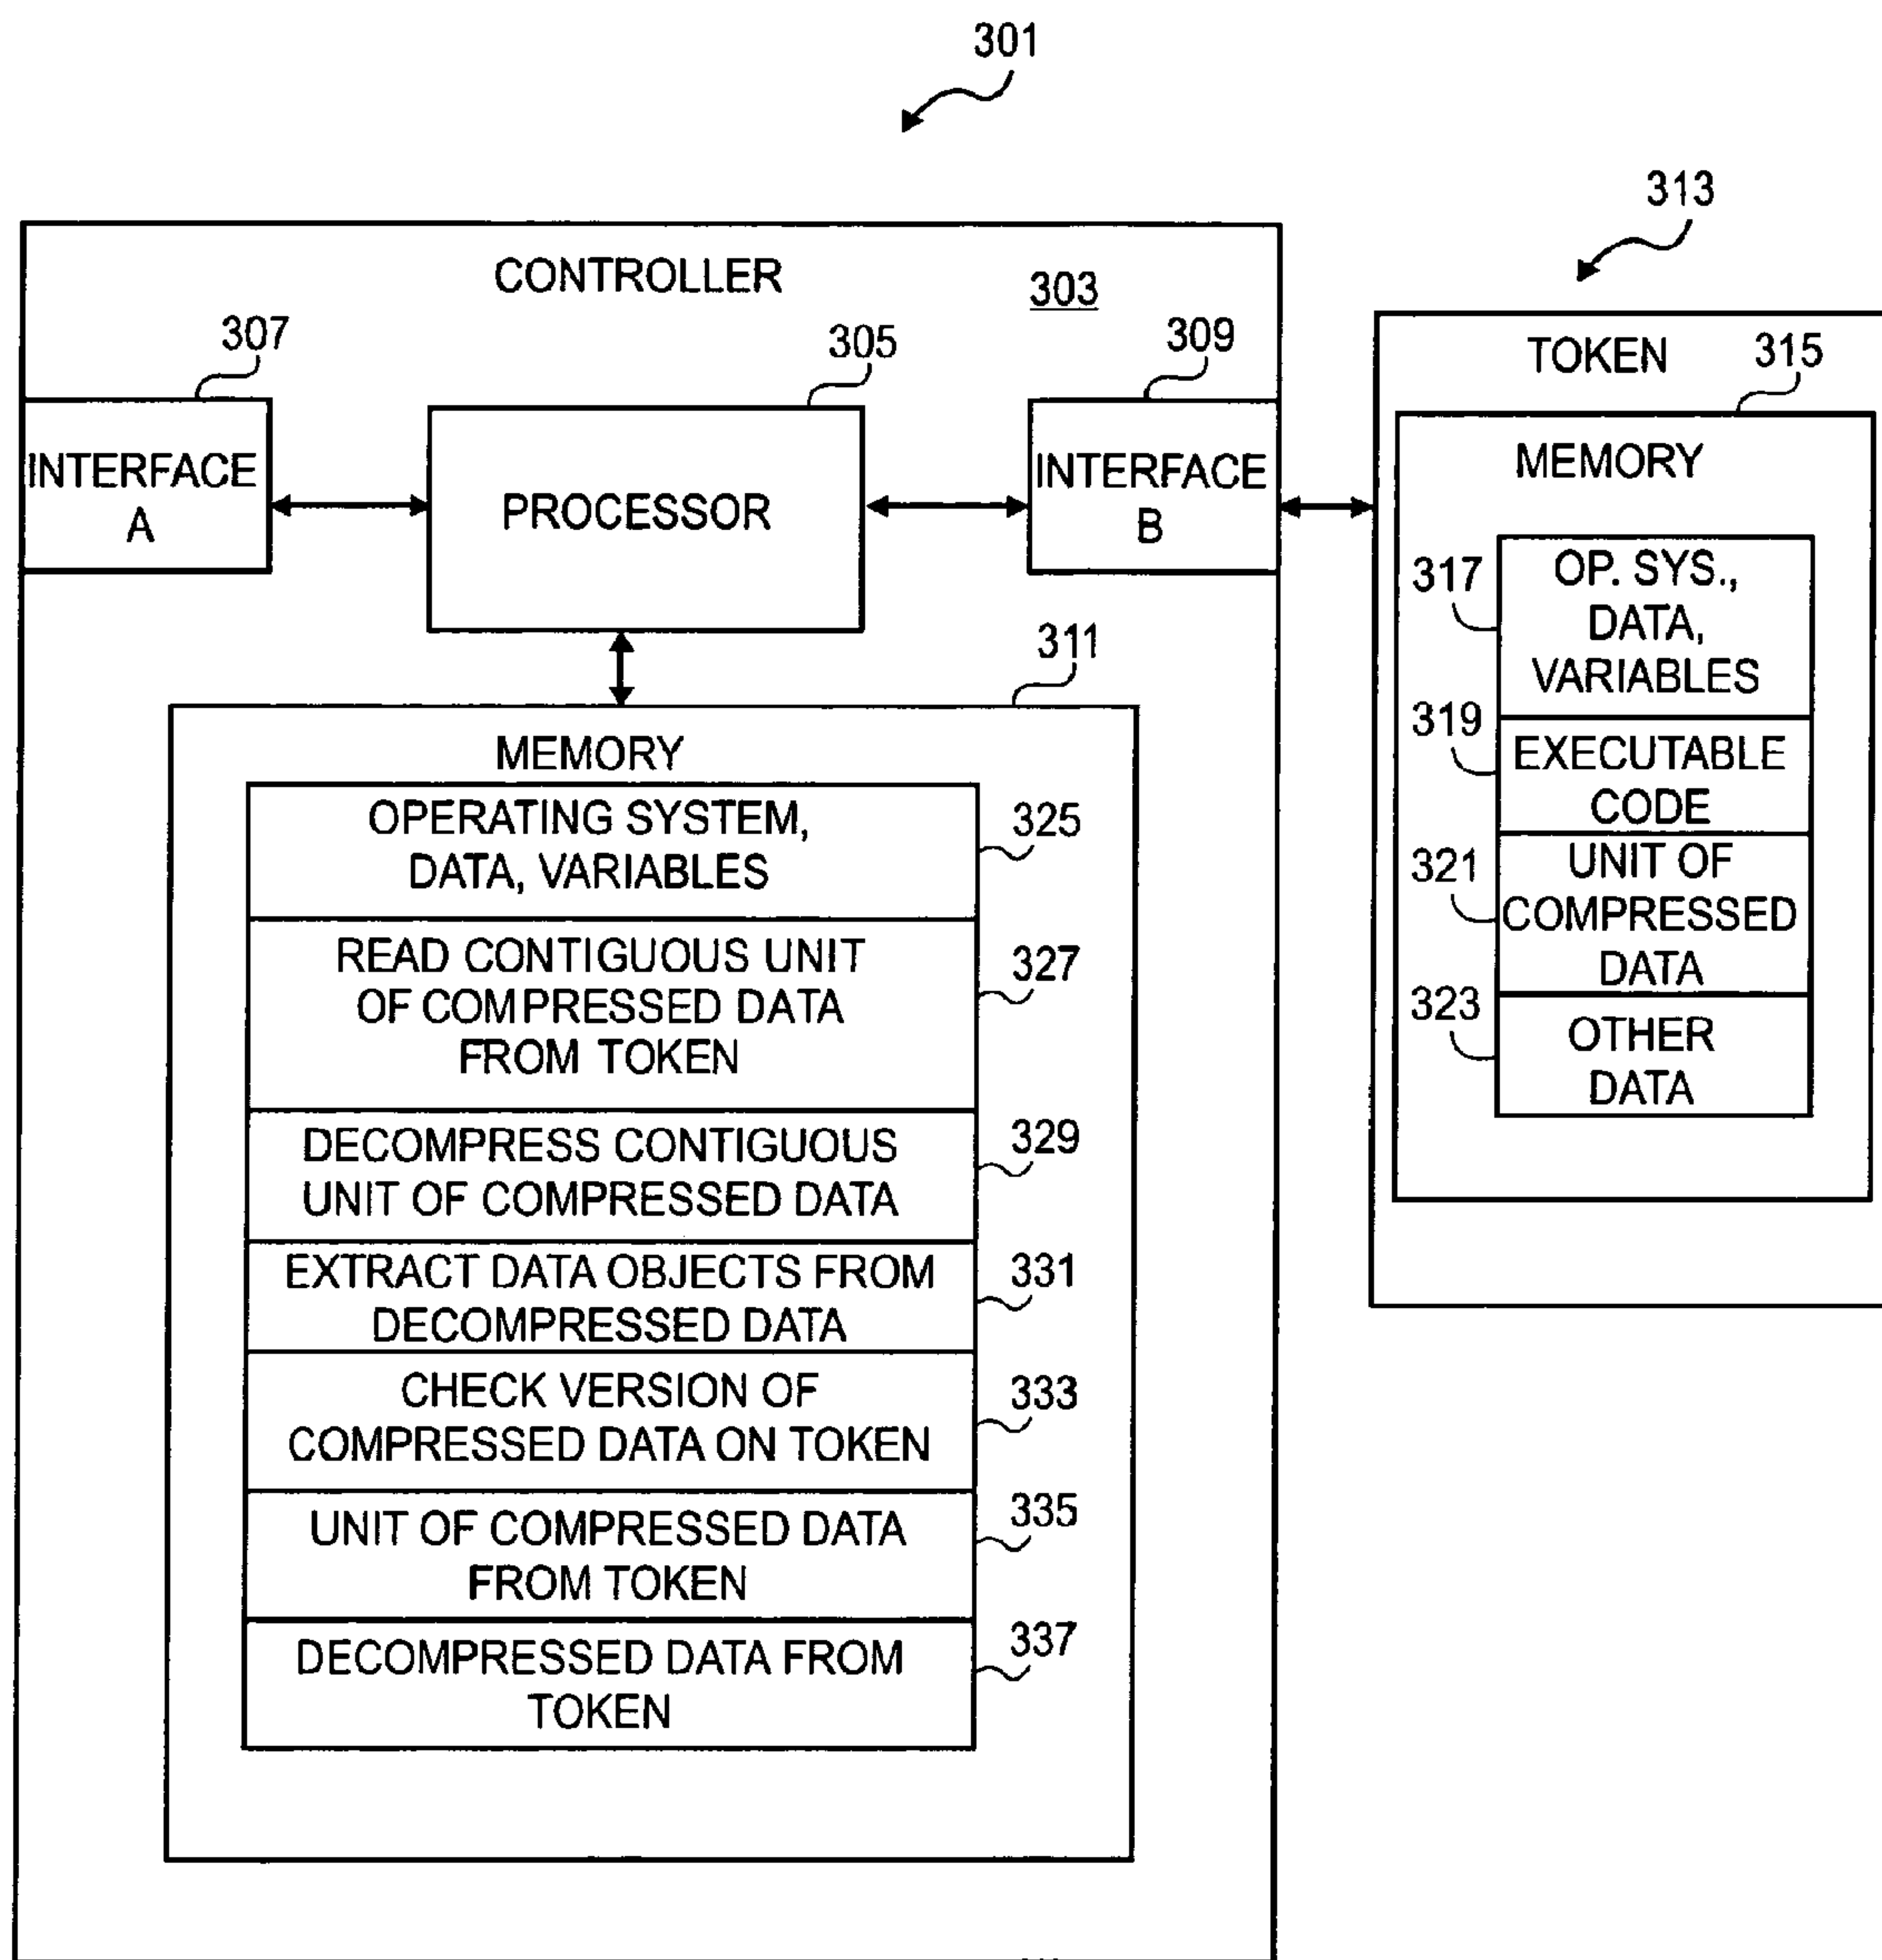 301
313
CONTROLLER
303
307
305
309
TOKEN
315
INTERFACE
A
PROCESSOR
INTERFACE
B
MEMORY
317
OP. SYS.,
DATA,
VARIABLES
319
EXECUTABLE
CODE
321
UNIT OF
COMPRESSED
DATA
323
OTHER
DATA
311
MEMORY
OPERATING SYSTEM,
DATA, VARIABLES
325
READ CONTIGUOUS UNIT
OF COMPRESSED DATA
FROM TOKEN
327
DECOMPRESS CONTIGUOUS
UNIT OF COMPRESSED DATA
329
EXTRACT DATA OBJECTS FROM
DECOMPRESSED DATA
331
CHECK VERSION OF
COMPRESSED DATA ON TOKEN
333
UNIT OF COMPRESSED DATA
FROM TOKEN
335
DECOMPRESSED DATA FROM
TOKEN
337